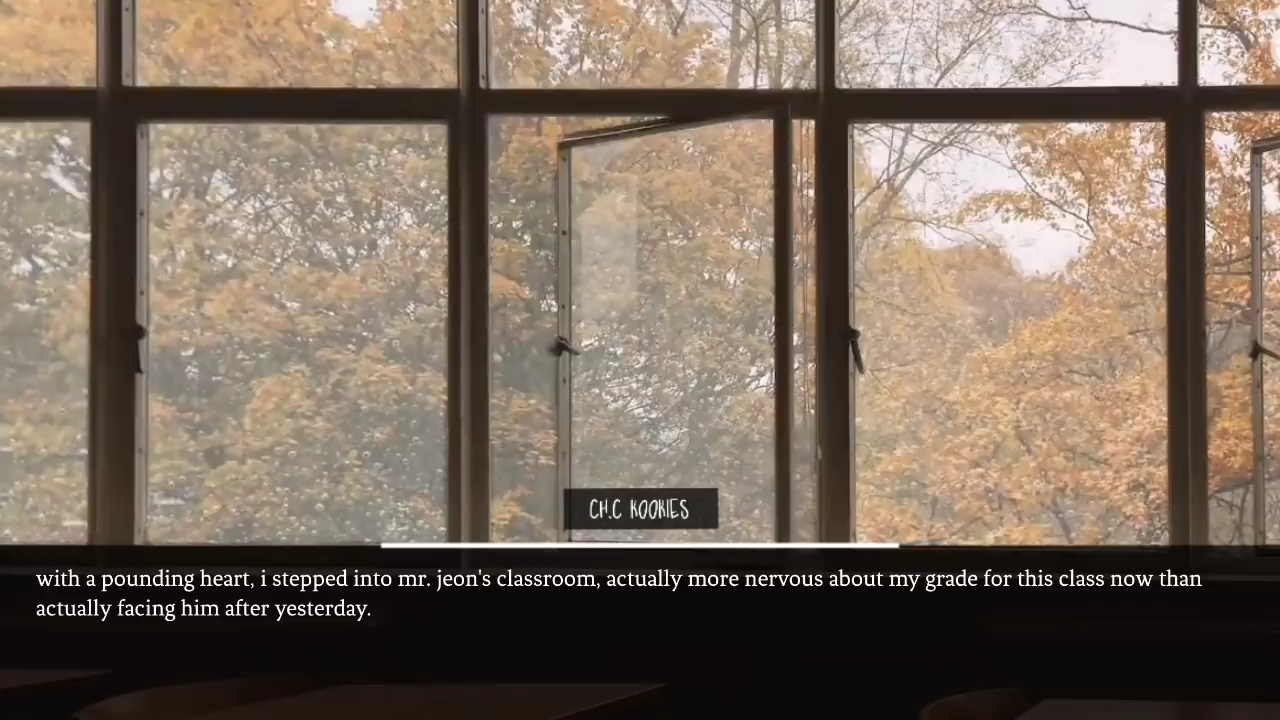 CH.C KOOKIES
with a pounding heart, i stepped into mr. jeon's classroom, actually more nervous about my grade for this class now than
actually facing him after yesterday.